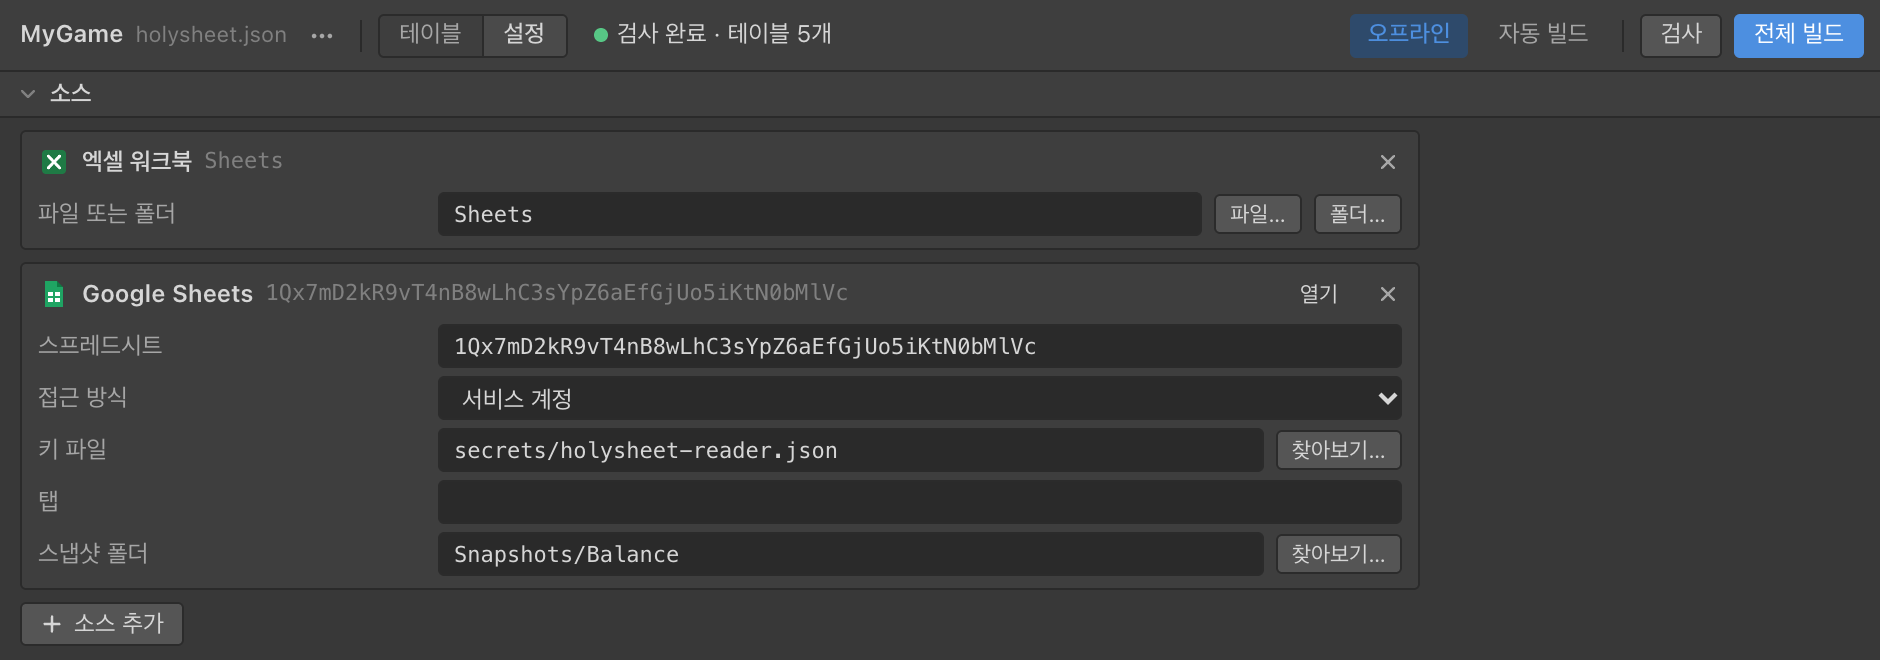 MyGame holysheet.json ••• 테이블 설정 검사 완료 · 테이블 5개 오프라인 자동 빌드 검사 전체 빌드
소스
엑셀 워크북 Sheets
파일 또는 폴더 Sheets 파일... 폴더...
Google Sheets 1Qx7mD2kR9vT4nB8wLhC3sYpZ6aEfGjUo5iKtN0bMlVc 열기
스프레드시트 1Qx7mD2kR9vT4nB8wLhC3sYpZ6aEfGjUo5iKtN0bMlVc
접근 방식 서비스 계정
키 파일 secrets/holysheet-reader.json 찾아보기...
탭
스냅샷 폴더 Snapshots/Balance 찾아보기...
+ 소스 추가